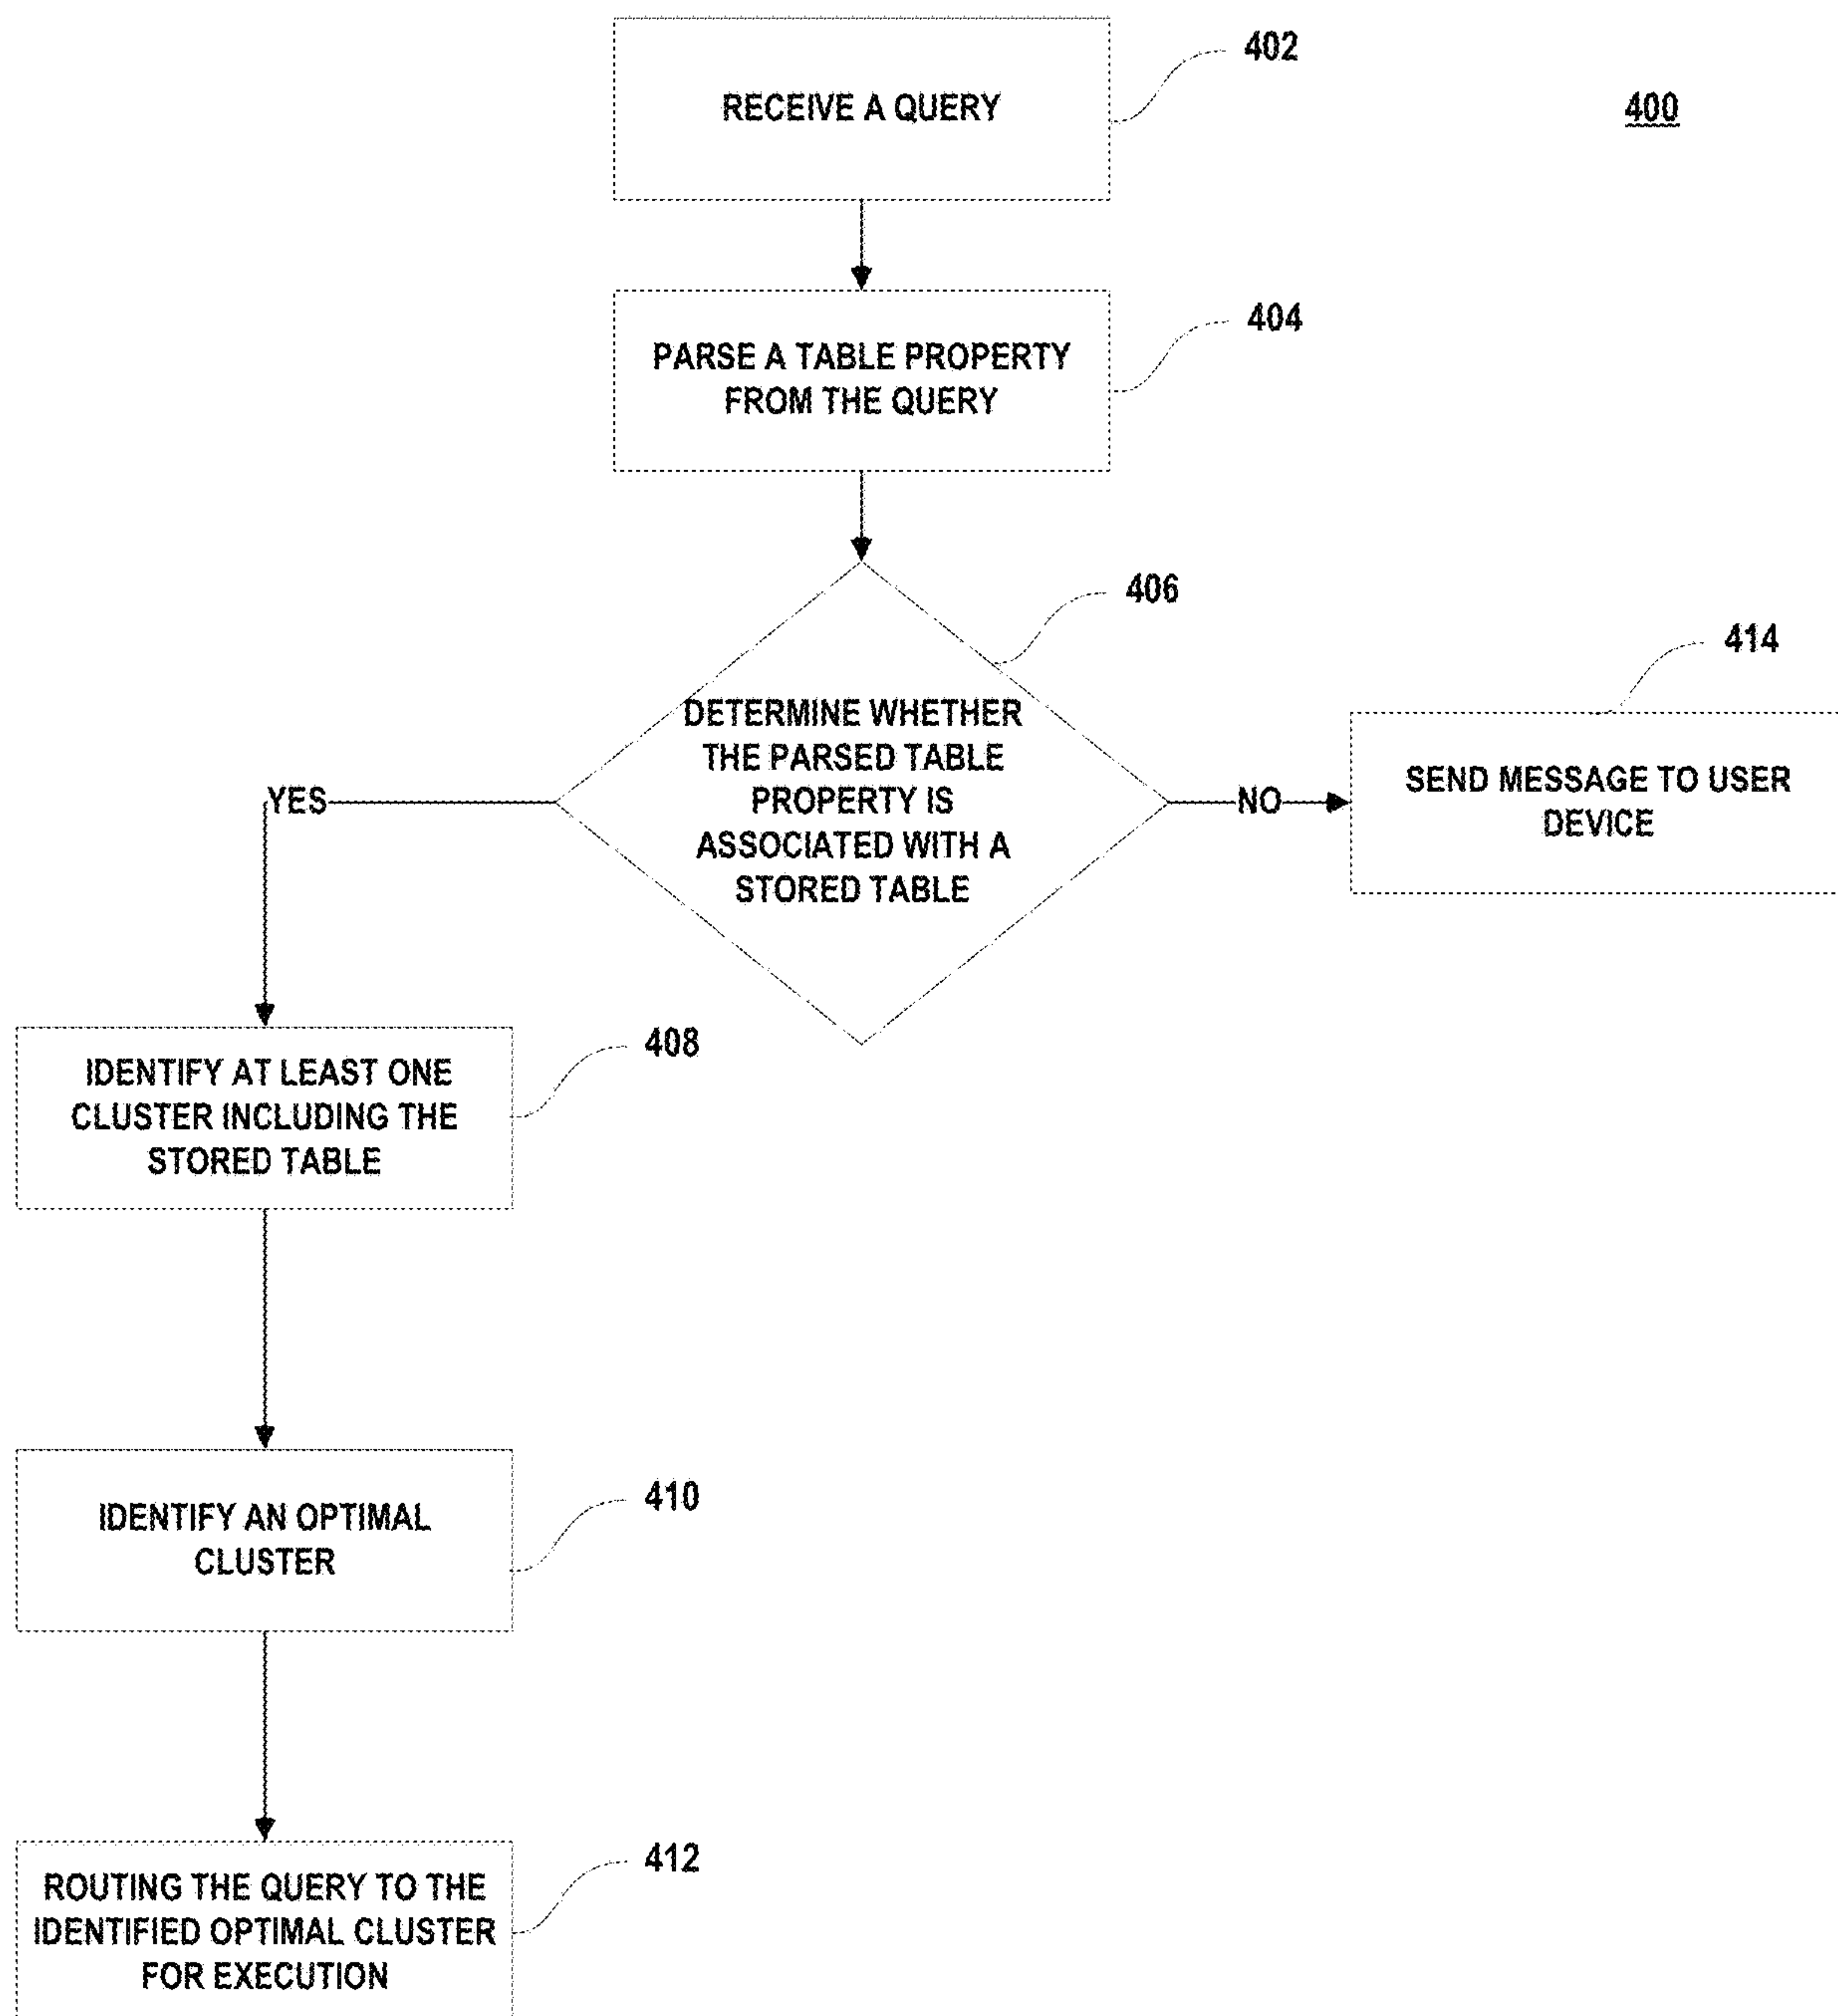 402
RECEIVE A QUERY
400
404
PARSE A TABLE PROPERTY
FROM THE QUERY
406
DETERMINE WHETHER
THE PARSED TABLE
PROPERTY IS
ASSOCIATED WITH A
STORED TABLE
YES
NO
414
SEND MESSAGE TO USER
DEVICE
408
IDENTIFY AT LEAST ONE
CLUSTER INCLUDING THE
STORED TABLE
410
IDENTIFY AN OPTIMAL
CLUSTER
412
ROUTING THE QUERY TO THE
IDENTIFIED OPTIMAL CLUSTER
FOR EXECUTION